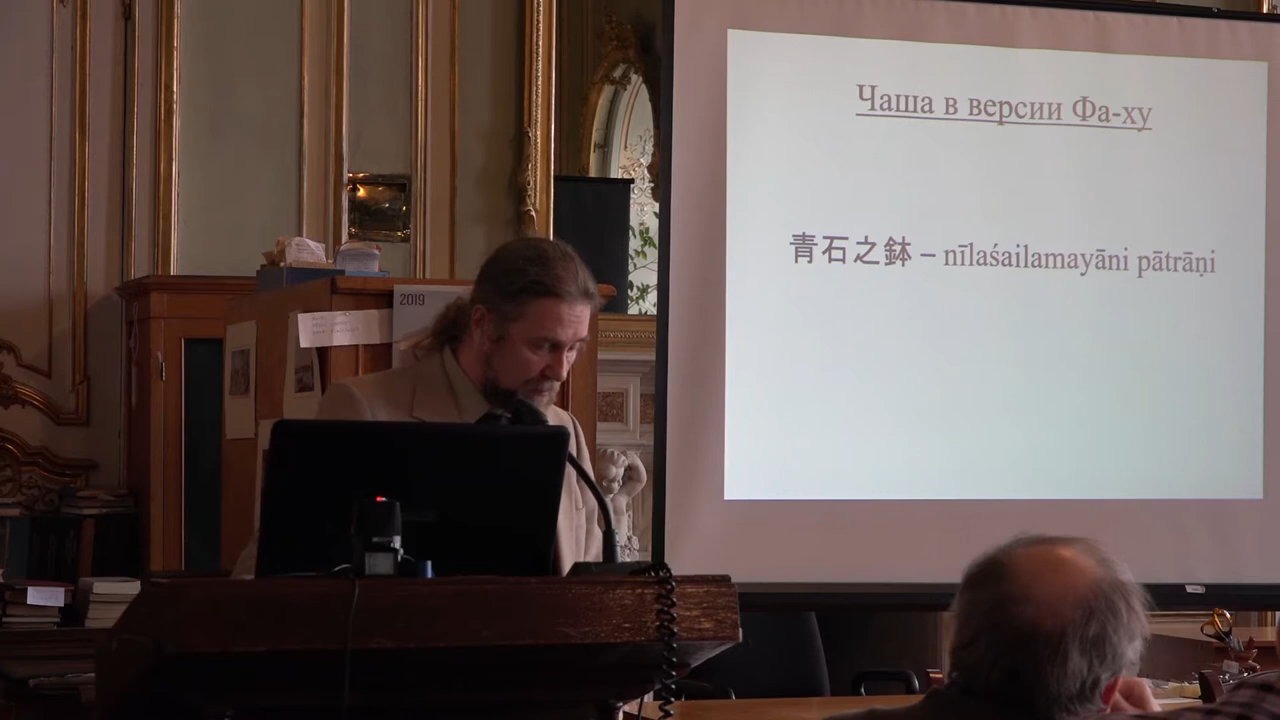 Чаша в версии Фа-ху
青石之鉢 – nīlaśailamayāni pātrāṇi
2019